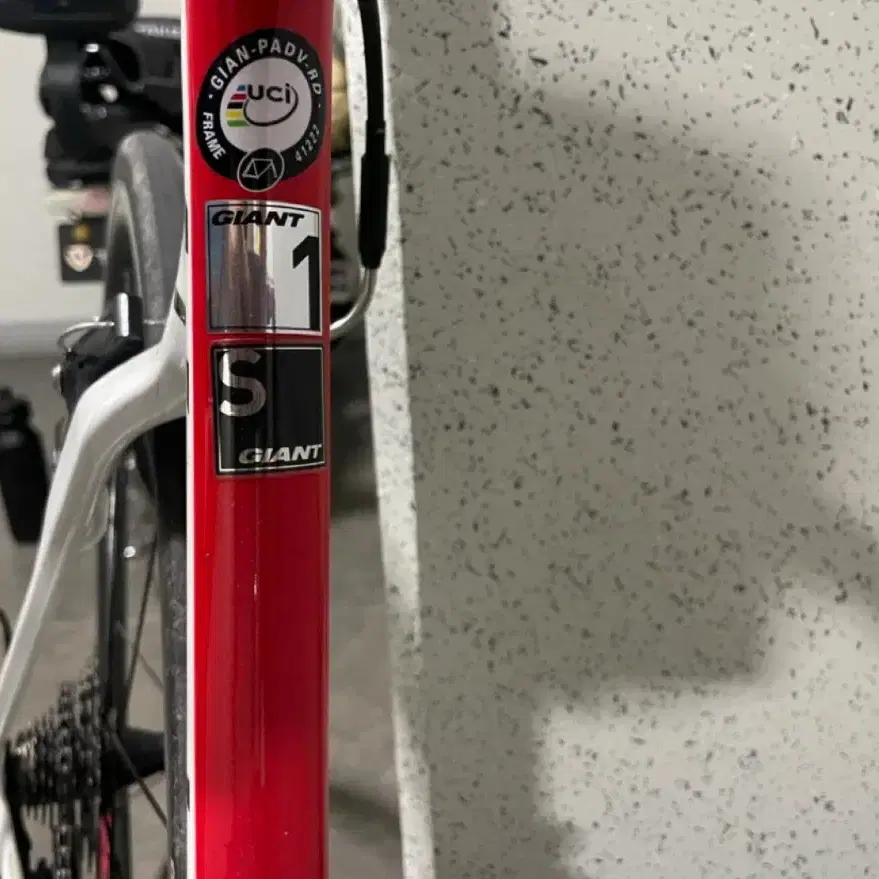 GIAN-PADV-RD
UCI
FRAME
41222
GIANT
1
S
GIANT